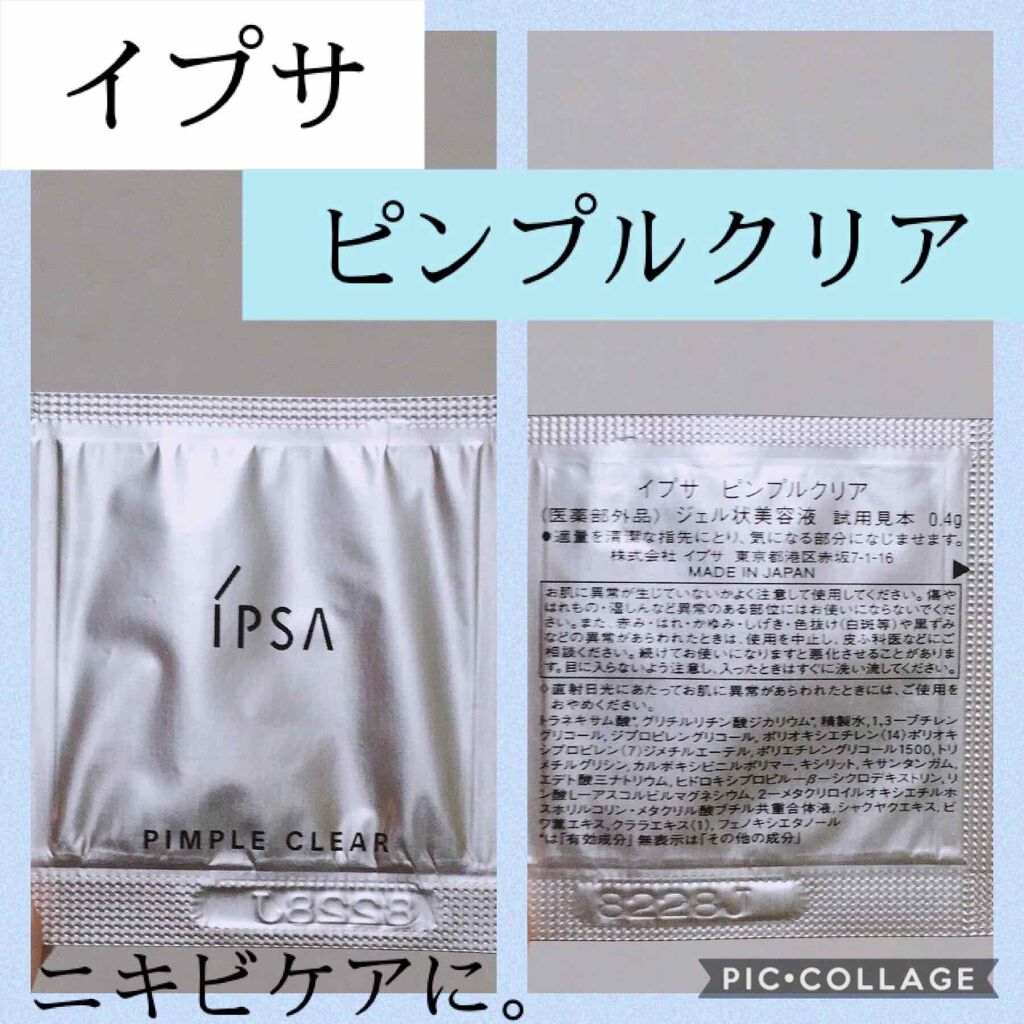 イプサ
ピンプルクリア
ÍPSA
PIMPLE CLEAR
8228J
イプサ ピンプルクリア
(医薬部外品) ジェル状美容液 試用見本 0.4g
●適量を清潔な指先にとり、気になる部分になじませます。
株式会社 イプサ 東京都港区赤坂7-1-16
MADE IN JAPAN
お肌に異常が生じていないかよく注意して使用してください。傷や
はれもの・湿しんなど異常のある部位にはお使いにならないでくだ
さい。また、赤み・はれ・かゆみ・しげき・色抜け(白斑等)や黒ずみ
などの異常があらわれたときは、使用を中止し、皮ふ科医などにご
相談ください。続けてお使いになりますと悪化させることがありま
す。目に入らないよう注意し、入ったときはすぐに洗い流してください。
◇直射日光にあたってお肌に異常があらわれたときには、ご使用を
おやめください。
トラネキサム酸*,グリチルリチン酸ジカリウム*,精製水,1,3ーブチレン
グリコール,ジプロピレングリコール,ポリオキシエチレン(14)ポリオキ
シプロピレン(7)ジメチルエーテル,ポリエチレングリコール1500,トリ
メチルグリシン,カルボキシビニルポリマー,キシリット,キサンタンガム,
エデト酸三ナトリウム,ヒドロキシプロピルーβーシクロデキストリン,リ
ン酸Lーアスコルビルマグネシウム,2ーメタクリロイルオキシエチルホ
スホリルコリン・メタクリル酸ブチル共重合体液,シャクヤクエキス,ビ
ワ葉エキス,クララエキス(1),フェノキシエタノール
*は「有効成分」無表示は「その他の成分」
8228J
ニキビケアに。
PIC•COLLAGE